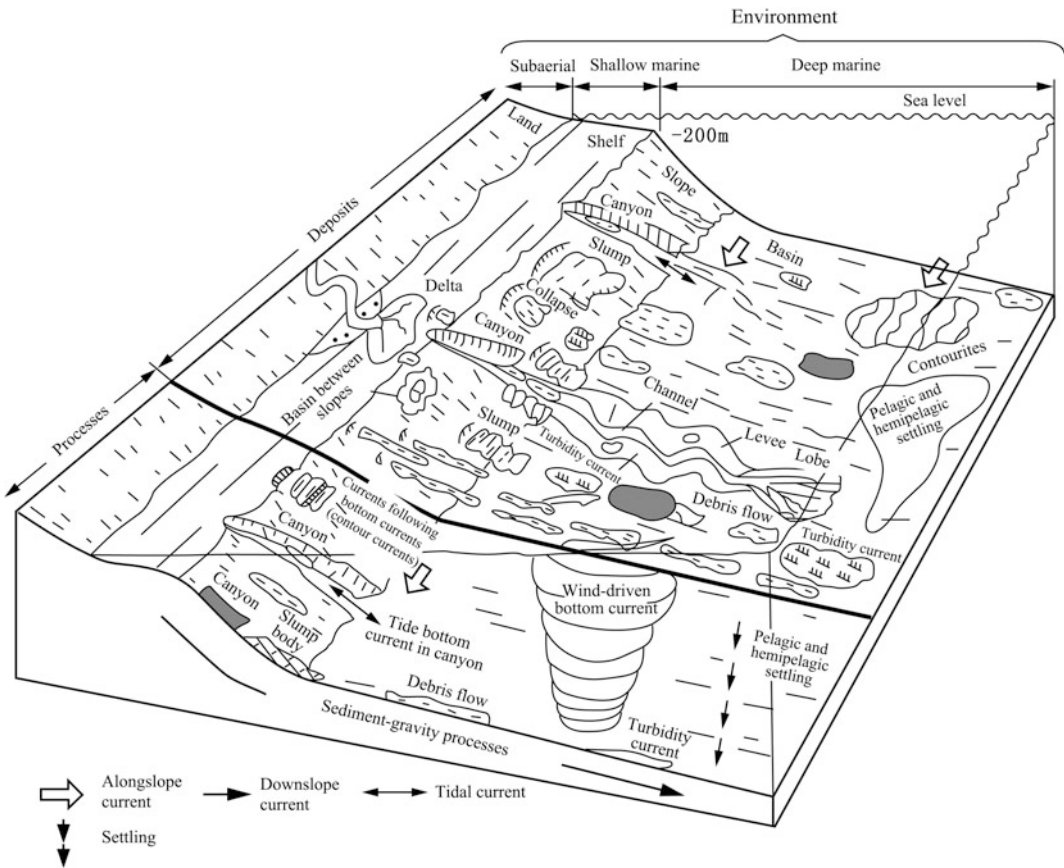 Environment
Subaerial
Shallow marine
Deep marine
Sea level
-200m
Land
Shelf
Slope
Canyon
Basin
Deposits
Slump
Collapse
Delta
Canyon
Contourites
Pelagic and
hemipelagic
settling
Channel
Levee
Lobe
Basin between
slopes
Processes
Slump
Turbidity current
Debris flow
Turbidity current
Currents following
bottom currents
(contour currents)
Canyon
Wind-driven
bottom current
Canyon
Slump
body
Tide bottom
current in canyon
Pelagic and
hemipelagic
settling
Debris flow
Sediment-gravity processes
Turbidity
current
Alongslope
current
Downslope
current
Tidal current
Settling